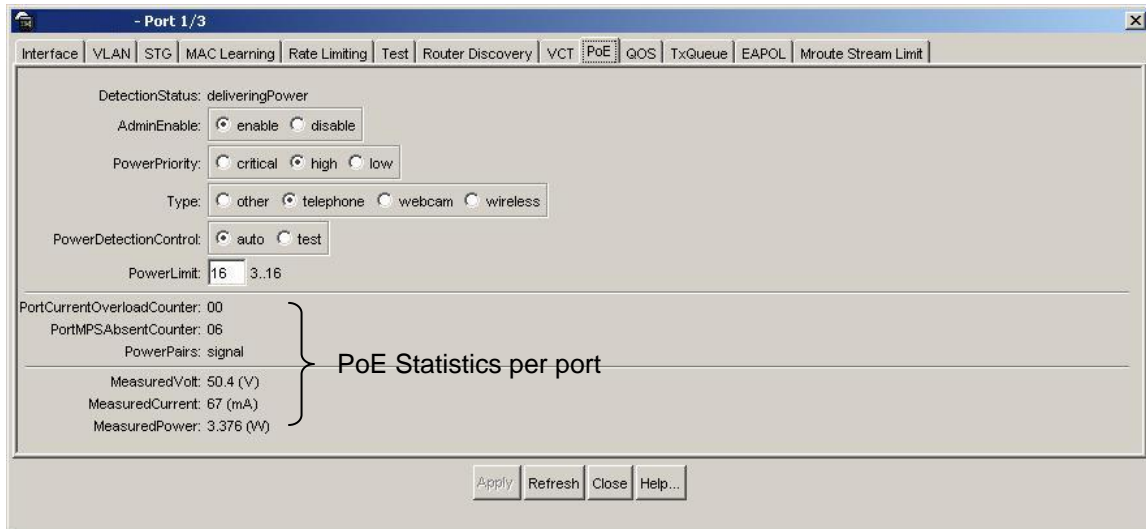 - Port 1/3
Interface VLAN STG MAC Learning Rate Limiting Test Router Discovery VCT PoE QOS TxQueue EAPOL Mroute Stream Limit
DetectionStatus: deliveringPower
AdminEnable: enable disable
PowerPriority: critical high low
Type: other telephone webcam wireless
PowerDetectionControl: auto test
PowerLimit: 16 3..16
PortCurrentOverloadCounter: 00
PortMPSAbsentCounter: 06
PowerPairs: signal
PoE Statistics per port
MeasuredVolt: 50.4 (V)
MeasuredCurrent: 67 (mA)
MeasuredPower: 3.376 (W)
Apply Refresh Close Help...